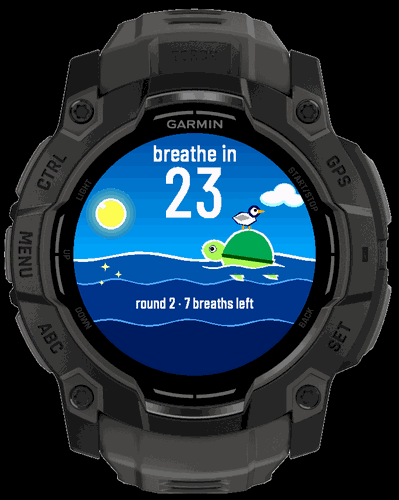 GARMIN
breathe in
23
round 2 · 7 breaths left
CTRL
LIGHT
MENU
UP
ABC
DOWN
GPS
START/STOP
SET
BACK